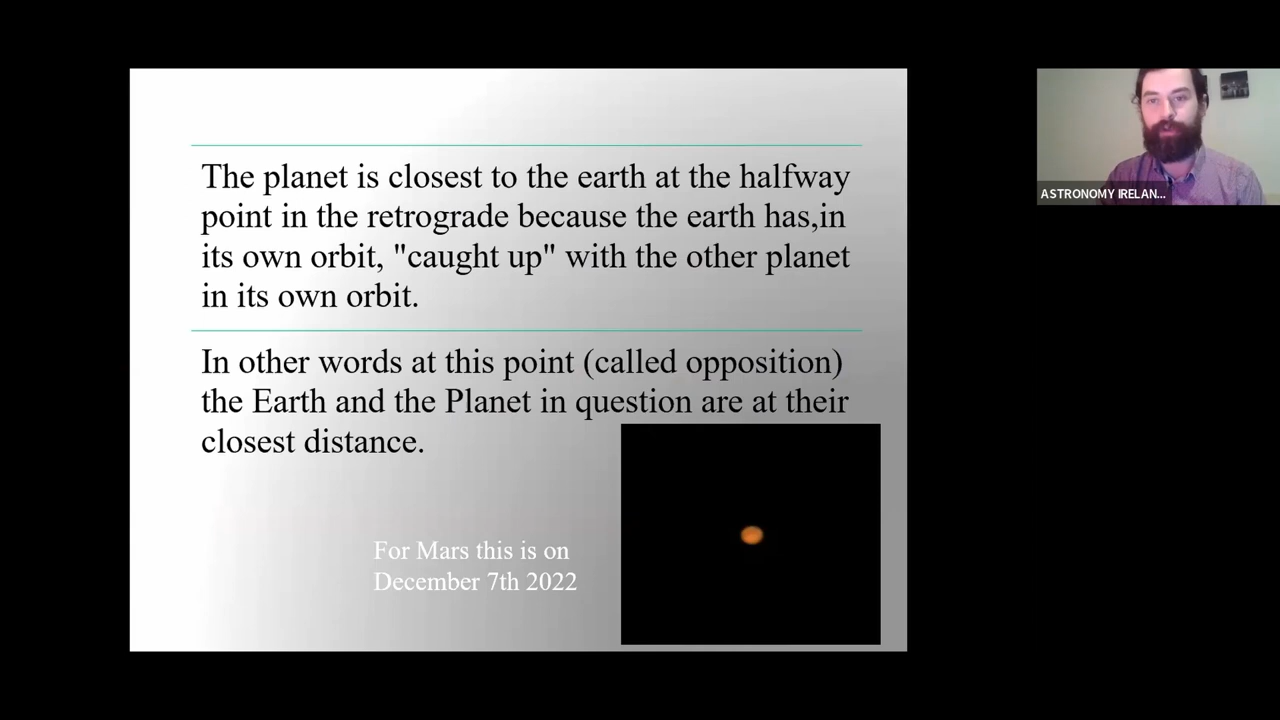 The planet is closest to the earth at the halfway
point in the retrograde because the earth has,in
its own orbit, "caught up" with the other planet
in its own orbit.
In other words at this point (called opposition)
the Earth and the Planet in question are at their
closest distance.
For Mars this is on
December 7th 2022
ASTRONOMY IRELAN...